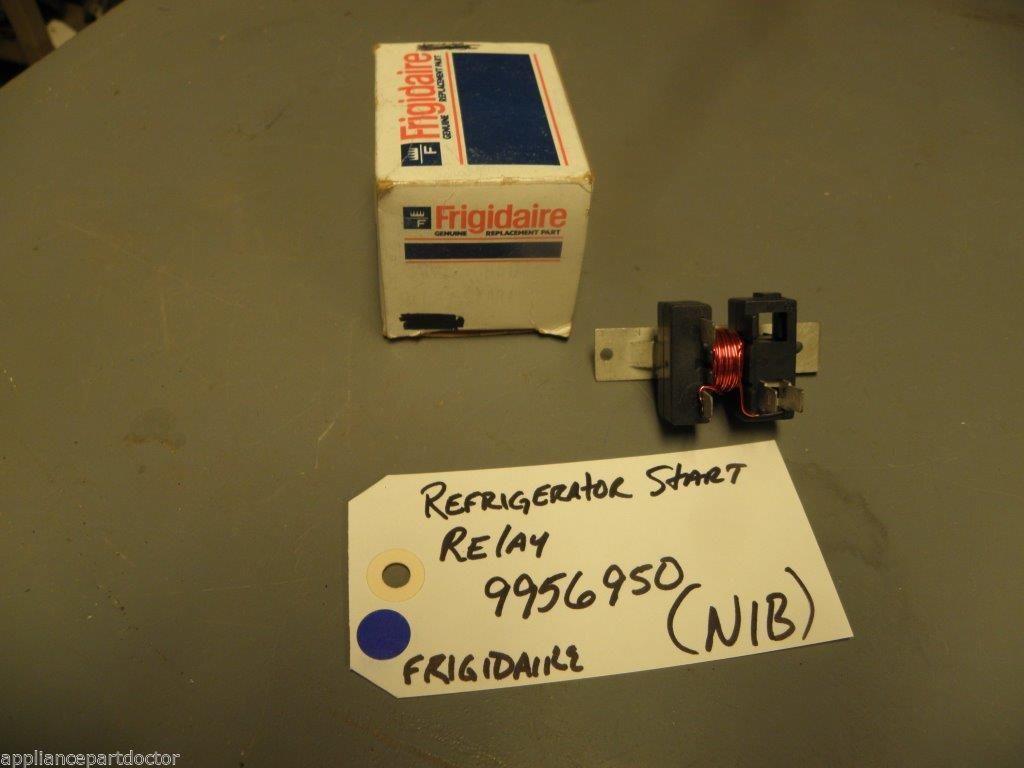 Frigidaire
GENUINE REPLACEMENT PART
F
Frigidaire
GENUINE REPLACEMENT PART
F
REFRIGERATOR START
RELAY
9956950
(NIB)
FRIGIDAIRE
appliancepartdoctor